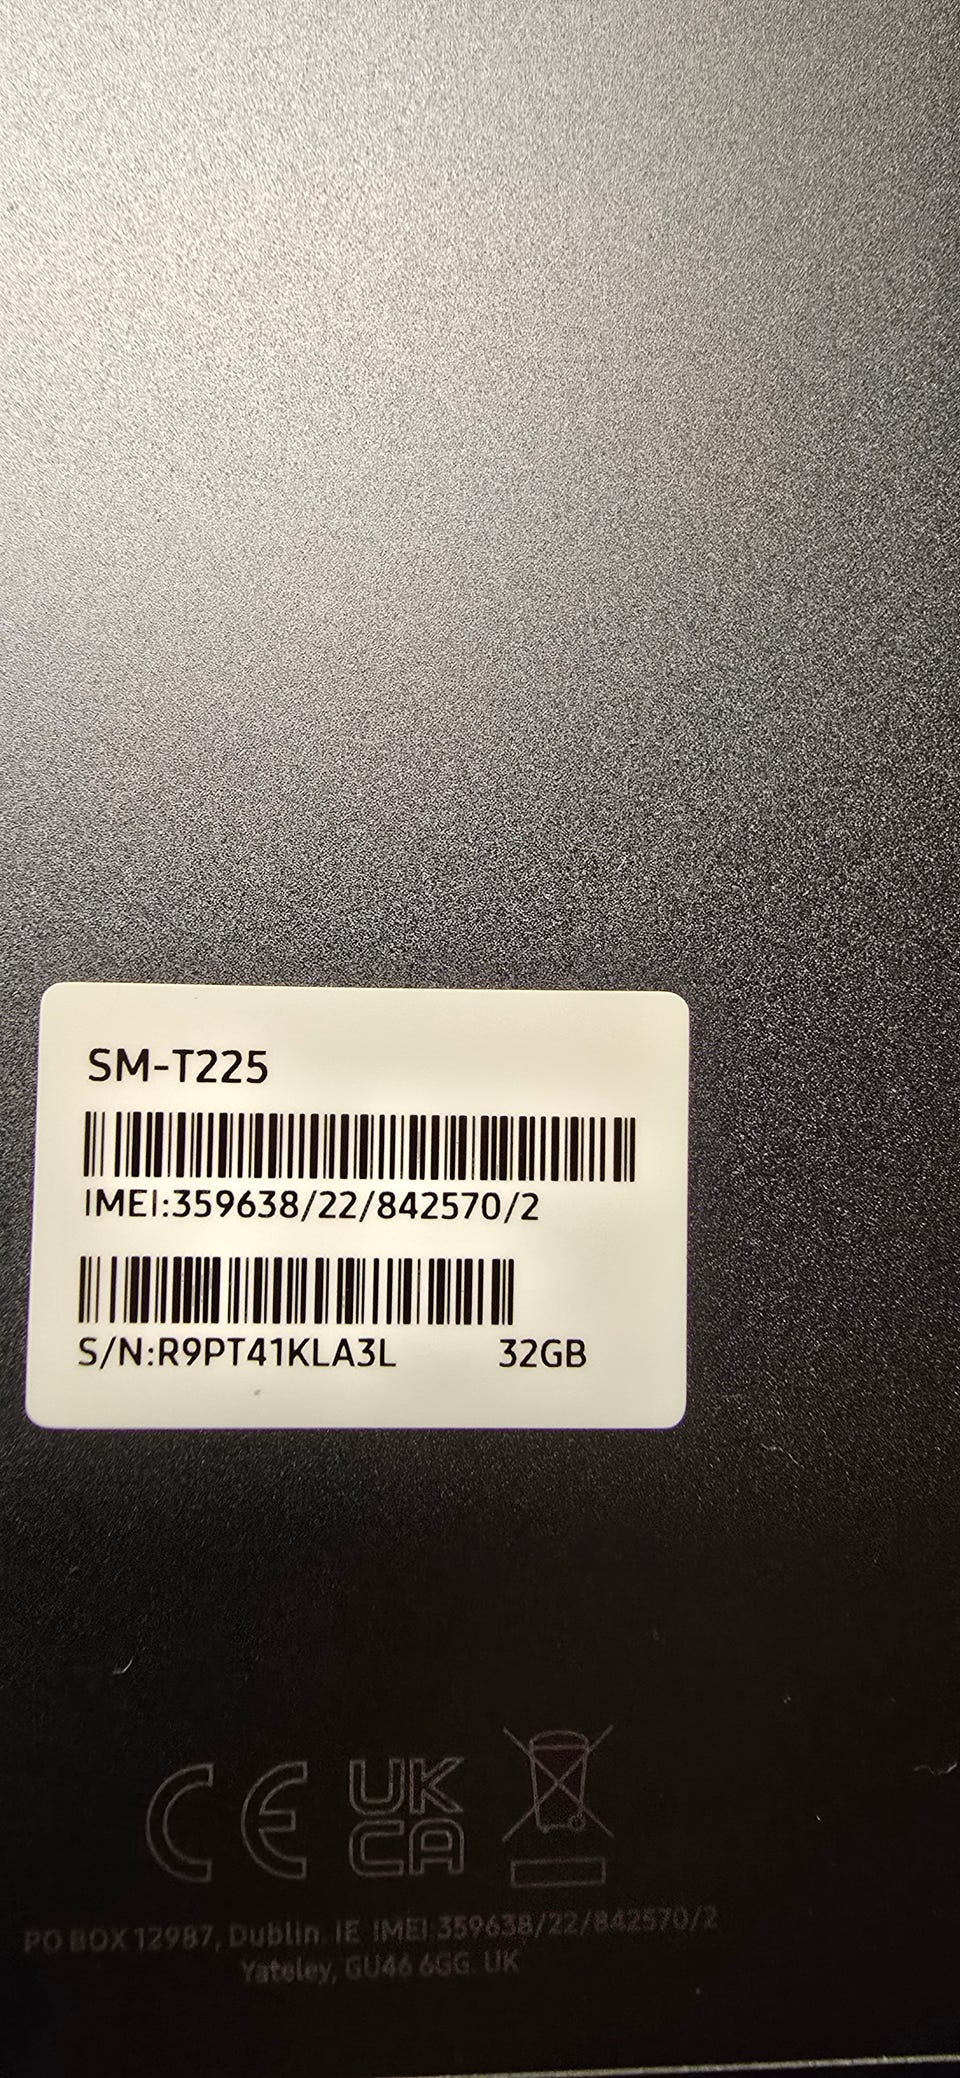 SM-T225
IMEI:359638/22/842570/2
S/N:R9PT41KLA3L 32GB
CE UK CA
PO BOX 12987, Dublin. IE IMEI 359638/22/842570/2
Yateley, GU46 6GG. UK